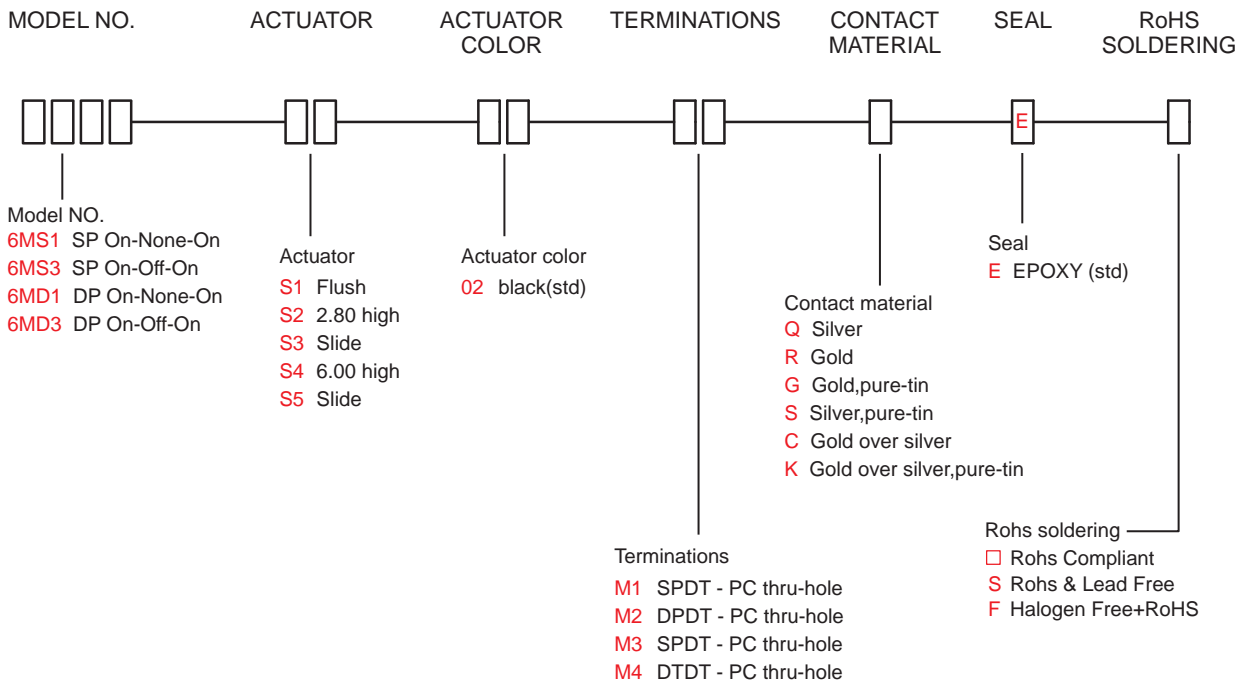 MODEL NO.
ACTUATOR
ACTUATOR
COLOR
TERMINATIONS
CONTACT
MATERIAL
SEAL
RoHS
SOLDERING
E
Model NO.
6MS1 SP On-None-On
6MS3 SP On-Off-On
6MD1 DP On-None-On
6MD3 DP On-Off-On
Actuator
S1 Flush
S2 2.80 high
S3 Slide
S4 6.00 high
S5 Slide
Actuator color
02 black(std)
Terminations
M1 SPDT - PC thru-hole
M2 DPDT - PC thru-hole
M3 SPDT - PC thru-hole
M4 DTDT - PC thru-hole
Contact material
Q Silver
R Gold
G Gold,pure-tin
S Silver,pure-tin
C Gold over silver
K Gold over silver,pure-tin
Seal
E EPOXY (std)
Rohs soldering
□ Rohs Compliant
S Rohs & Lead Free
F Halogen Free+RoHS